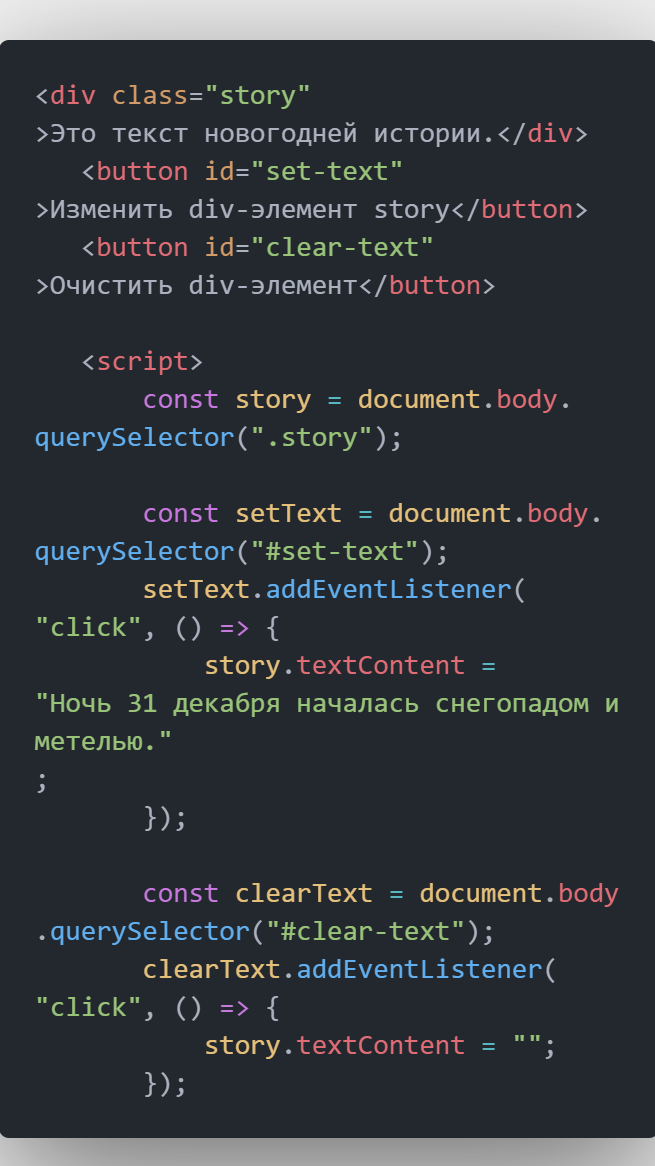 <div class="story"
>Это текст новогодней истории.</div>
<button id="set-text"
>Изменить div-элемент story</button>
<button id="clear-text"
>Очистить div-элемент</button>
<script>
const story = document.body.
querySelector(".story");
const setText = document.body.
querySelector("#set-text");
setText.addEventListener(
"click", () => {
story.textContent =
"Ночь 31 декабря началась снегопадом и
метелью."
;
});
const clearText = document.body
.querySelector("#clear-text");
clearText.addEventListener(
"click", () => {
story.textContent = "";
});